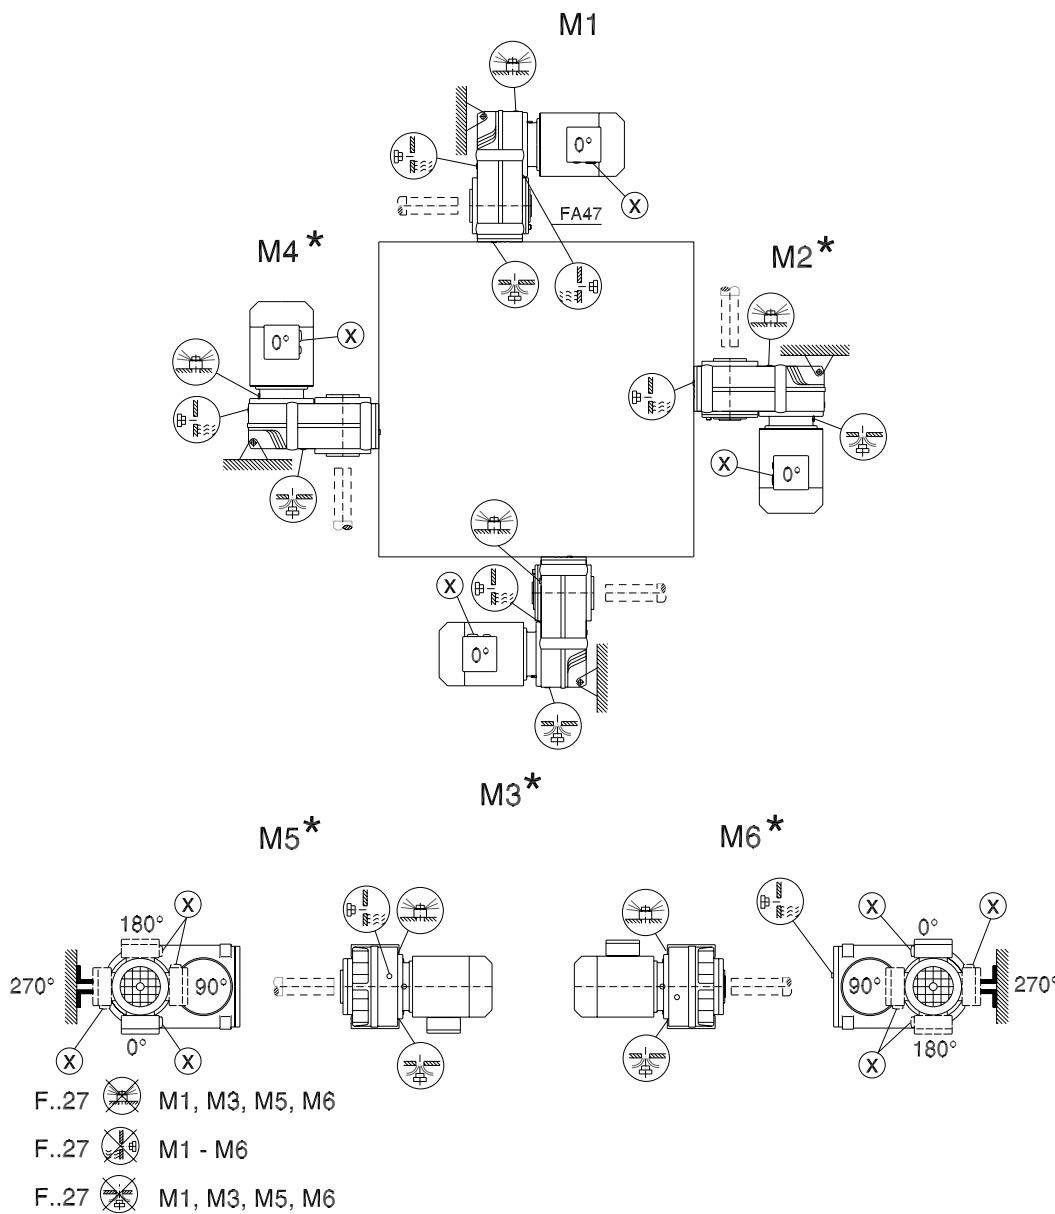 M1
0°
X
FA47
M4*
M2*
0°
X
X
0°
X
0°
M3*
M5*
M6*
X
X
X
180°
0°
270°
90°
90°
270°
0°
180°
X
X
X
F..27 M1, M3, M5, M6
F..27 M1 - M6
F..27 M1, M3, M5, M6